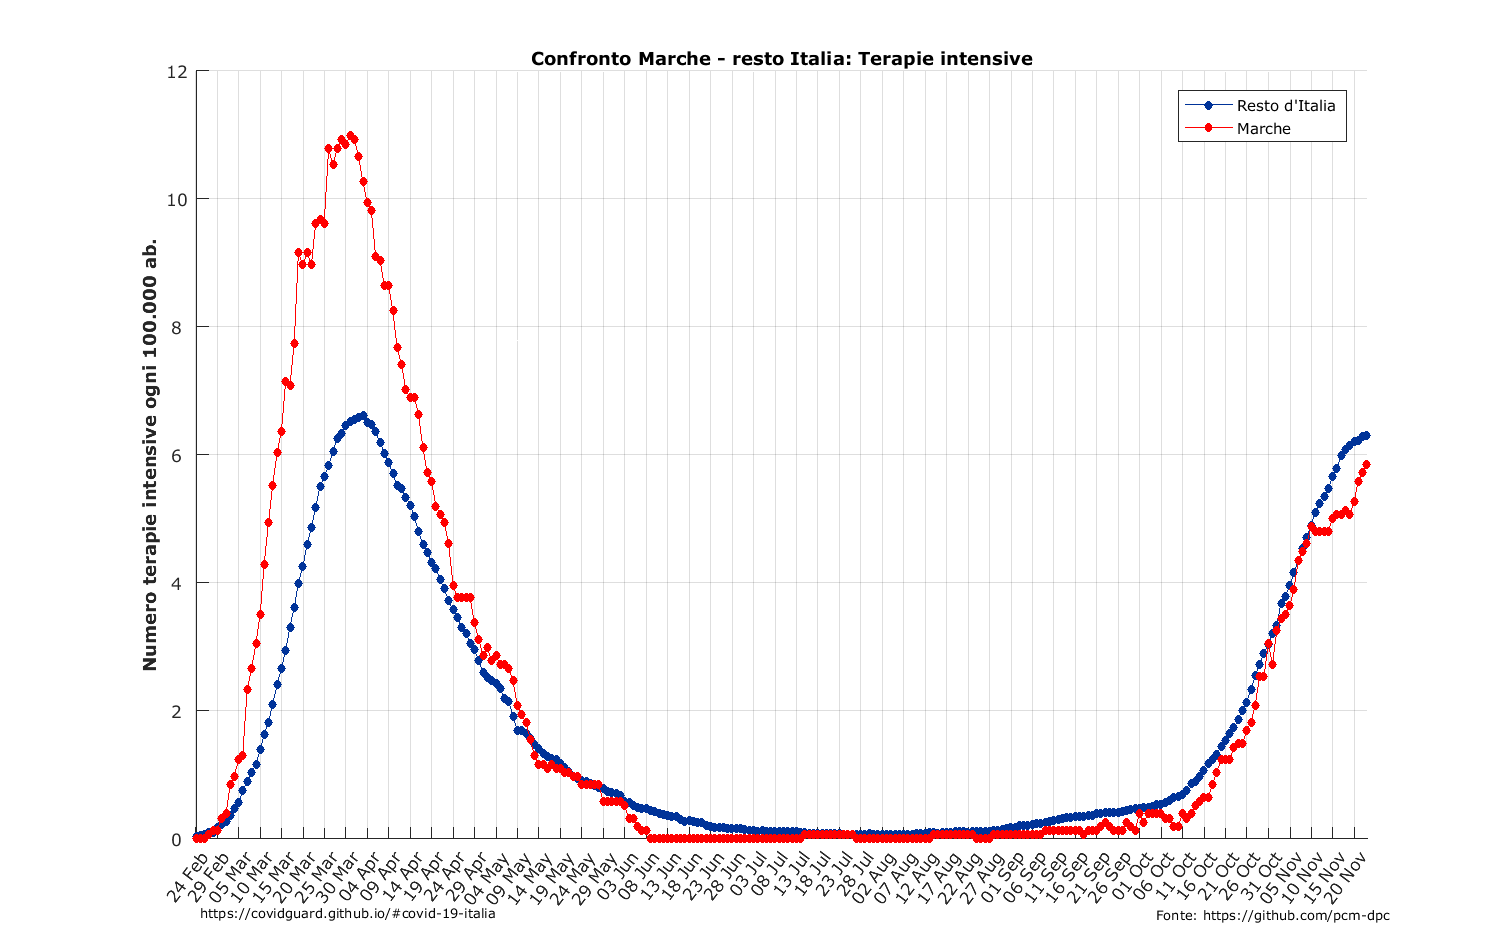 Confronto Marche - resto Italia: Terapie intensive
Resto d'Italia
Marche
Numero terapie intensive ogni 100.000 ab.
12
10
8
6
4
2
0
24 Feb
29 Feb
05 Mar
10 Mar
15 Mar
20 Mar
25 Mar
30 Mar
04 Apr
09 Apr
14 Apr
19 Apr
24 Apr
29 Apr
04 May
09 May
14 May
19 May
24 May
29 May
03 Jun
08 Jun
13 Jun
18 Jun
23 Jun
28 Jun
03 Jul
08 Jul
13 Jul
18 Jul
23 Jul
28 Jul
02 Aug
07 Aug
12 Aug
17 Aug
22 Aug
27 Aug
01 Sep
06 Sep
11 Sep
16 Sep
21 Sep
26 Sep
01 Oct
06 Oct
11 Oct
16 Oct
21 Oct
26 Oct
31 Oct
05 Nov
10 Nov
15 Nov
20 Nov
https://covidguard.github.io/#covid-19-italia
Fonte: https://github.com/pcm-dpc